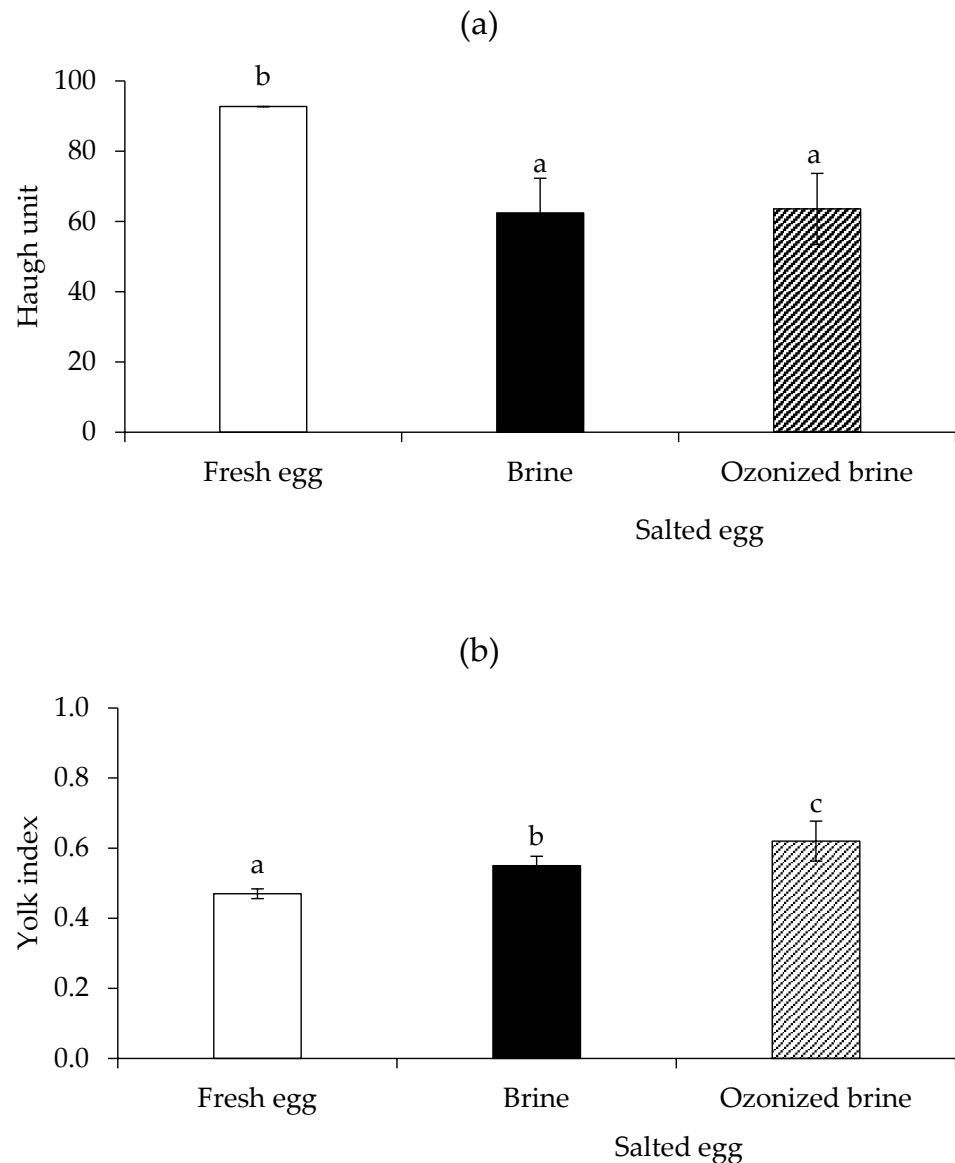 (a)
100
80
60
40
20
0
Haugh unit
b
a
a
Fresh egg Brine Ozonized brine
Salted egg
(b)
1.0
0.8
0.6
0.4
0.2
0.0
Yolk index
a
b
c
Fresh egg Brine Ozonized brine
Salted egg